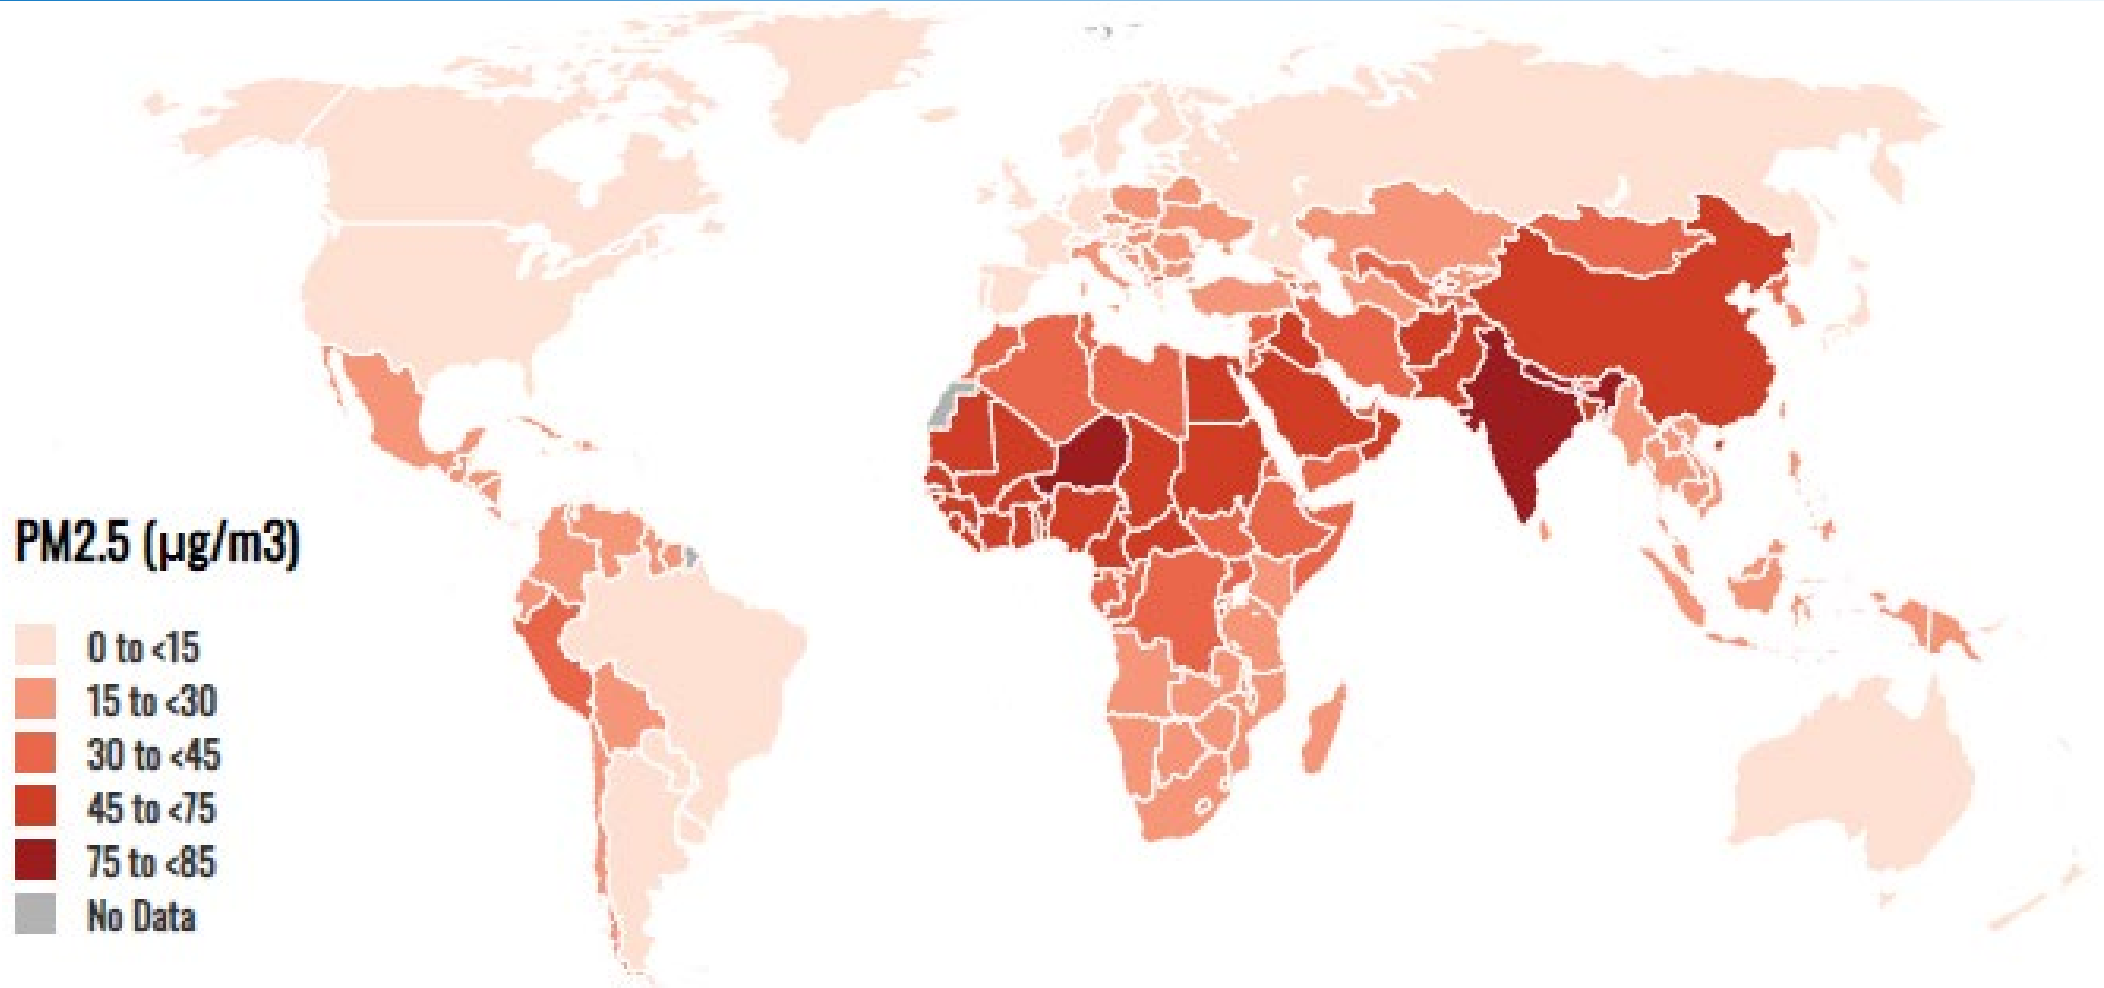 PM2.5 (µg/m3)
0 to <15
15 to <30
30 to <45
45 to <75
75 to <85
No Data